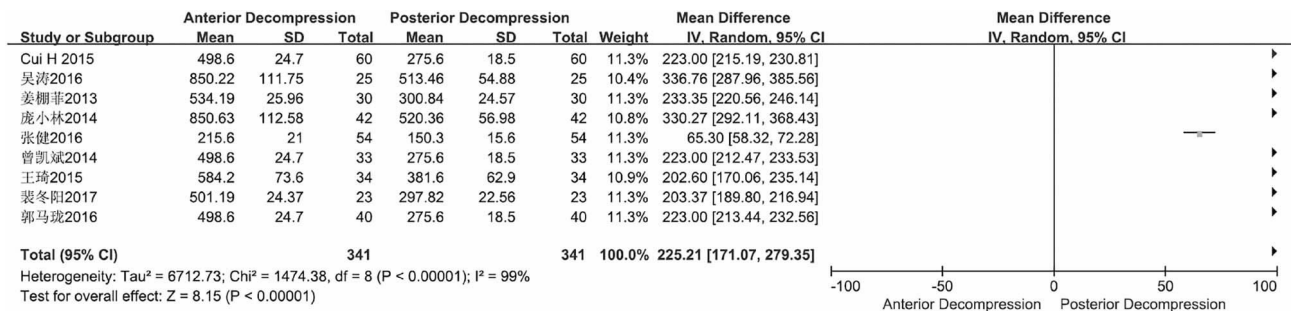 Anterior Decompression Posterior Decompression Mean Difference Mean Difference
Study or Subgroup Mean SD Total Mean SD Total Weight IV, Random, 95% CI IV, Random, 95% CI
Cui H 2015 498.6 24.7 60 275.6 18.5 60 11.3% 223.00 [215.19, 230.81]
吴涛2016 850.22 111.75 25 513.46 54.88 25 10.4% 336.76 [287.96, 385.56]
姜棚菲2013 534.19 25.96 30 300.84 24.57 30 11.3% 233.35 [220.56, 246.14]
庞小林2014 850.63 112.58 42 520.36 56.98 42 10.8% 330.27 [292.11, 368.43]
张健2016 215.6 21 54 150.3 15.6 54 11.3% 65.30 [58.32, 72.28]
曾凯斌2014 498.6 24.7 33 275.6 18.5 33 11.3% 223.00 [212.47, 233.53]
王琦2015 584.2 73.6 34 381.6 62.9 34 10.9% 202.60 [170.06, 235.14]
裴冬阳2017 501.19 24.37 23 297.82 22.56 23 11.3% 203.37 [189.80, 216.94]
郭马珑2016 498.6 24.7 40 275.6 18.5 40 11.3% 223.00 [213.44, 232.56]
Total (95% CI) 341 341 100.0% 225.21 [171.07, 279.35]
Heterogeneity: Tau² = 6712.73; Chi² = 1474.38, df = 8 (P < 0.00001); I² = 99%
Test for overall effect: Z = 8.15 (P < 0.00001)
-100 -50 0 50 100
Anterior Decompression Posterior Decompression